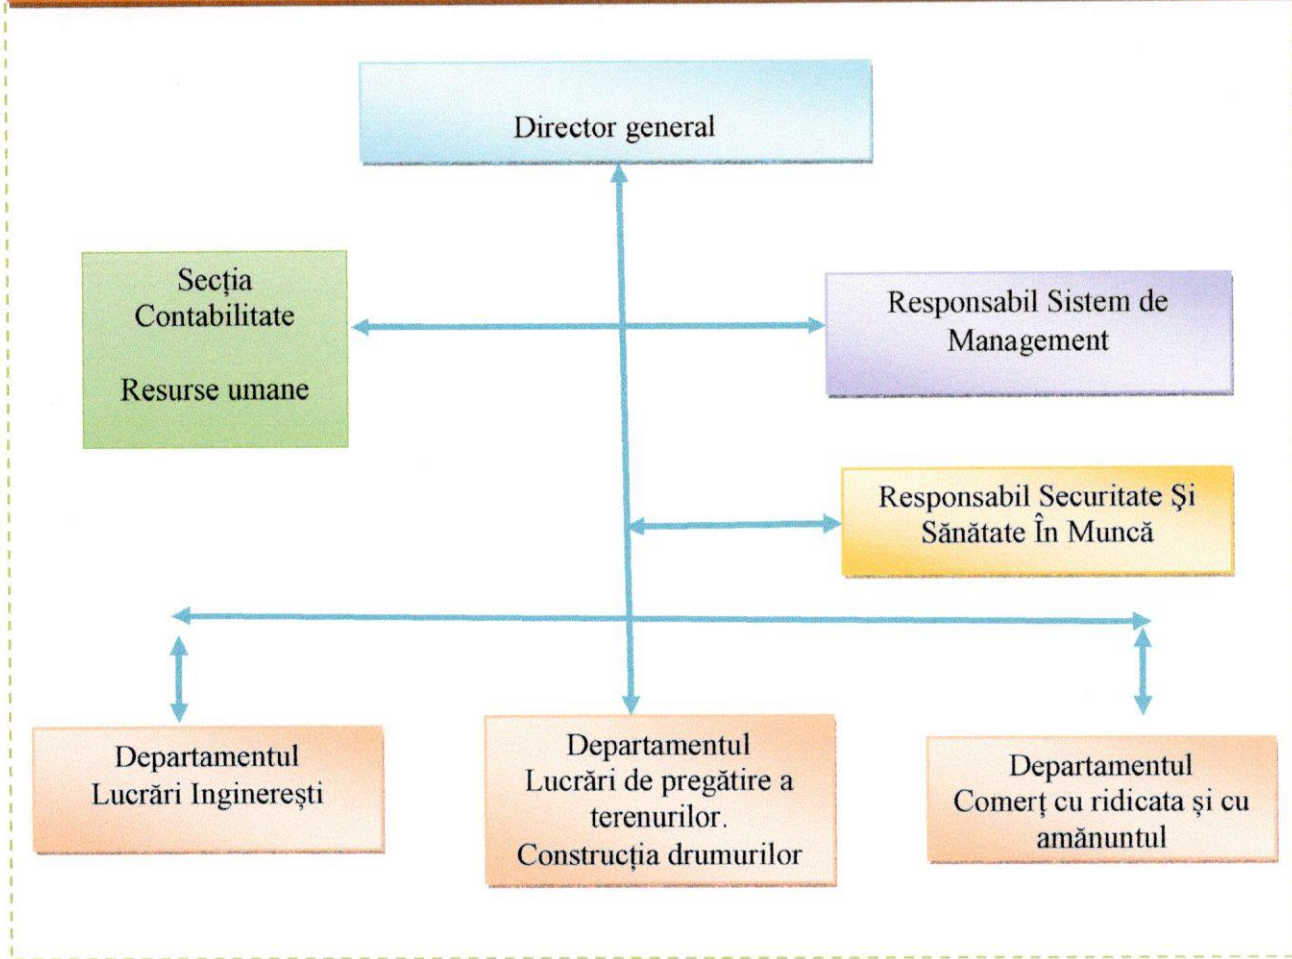 Director general
Secția
Contabilitate
Resurse umane
Responsabil Sistem de
Management
Responsabil Securitate Şi
Sănătate În Muncă
Departamentul
Lucrări Inginerești
Departamentul
Lucrări de pregătire a
terenurilor.
Construcția drumurilor
Departamentul
Comerț cu ridicata și cu
amănuntul